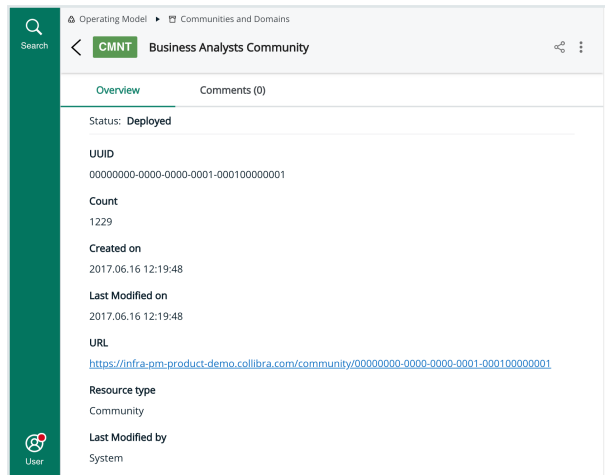 Operating Model ▸ Communities and Domains
Search
CMNT Business Analysts Community
Overview Comments (0)
Status: Deployed
UUID
00000000-0000-0000-0001-000100000001
Count
1229
Created on
2017.06.16 12:19:48
Last Modified on
2017.06.16 12:19:48
URL
https://infra-pm-product-demo.collibra.com/community/00000000-0000-0000-0001-000100000001
Resource type
Community
Last Modified by
System
User